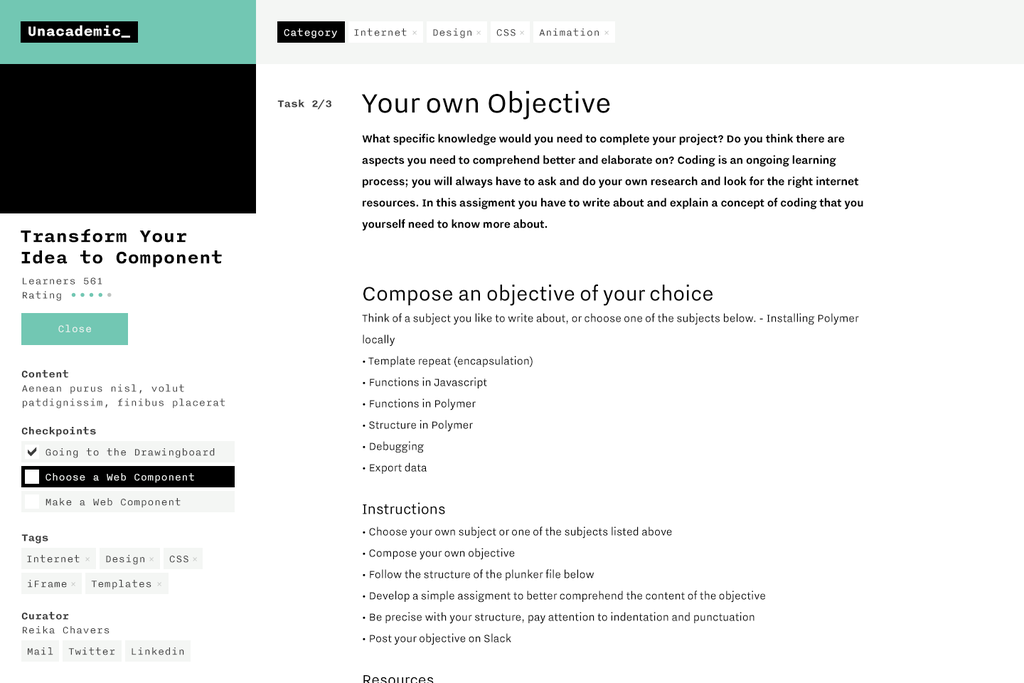 Unacademic_
Category Internet × Design × CSS × Animation ×
Transform Your
Idea to Component
Learners 561
Rating
Close
Content
Aenean purus nisl, volut
patdignissim, finibus placerat
Checkpoints
Going to the Drawingboard
Choose a Web Component
Make a Web Component
Tags
Internet × Design × CSS ×
iFrame × Templates ×
Curator
Reika Chavers
Mail Twitter Linkedin
Task 2/3
Your own Objective
What specific knowledge would you need to complete your project? Do you think there are
aspects you need to comprehend better and elaborate on? Coding is an ongoing learning
process; you will always have to ask and do your own research and look for the right internet
resources. In this assigment you have to write about and explain a concept of coding that you
yourself need to know more about.
Compose an objective of your choice
Think of a subject you like to write about, or choose one of the subjects below. - Installing Polymer
locally
• Template repeat (encapsulation)
• Functions in Javascript
• Functions in Polymer
• Structure in Polymer
• Debugging
• Export data
Instructions
• Choose your own subject or one of the subjects listed above
• Compose your own objective
• Follow the structure of the plunker file below
• Develop a simple assigment to better comprehend the content of the objective
• Be precise with your structure, pay attention to indentation and punctuation
• Post your objective on Slack
Resources